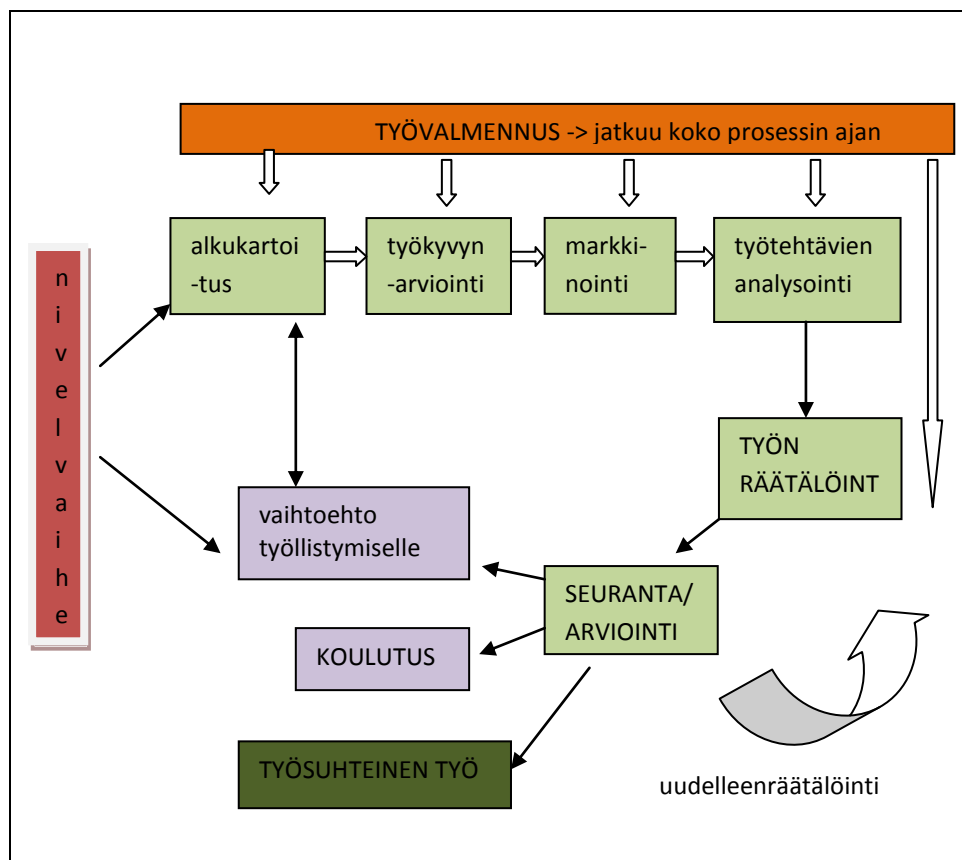 TYÖVALMENNUS -> jatkuu koko prosessin ajan
nivelvaihe
alkukartoi
-tus
työkyvyn
-arviointi
markki-
nointi
työtehtävien
analysointi
TYÖN
RÄÄTÄLÖINT
vaihtoehto
työllistymiselle
SEURANTA/
ARVIOINTI
KOULUTUS
TYÖSUHTEINEN TYÖ
uudelleenräätälöinti